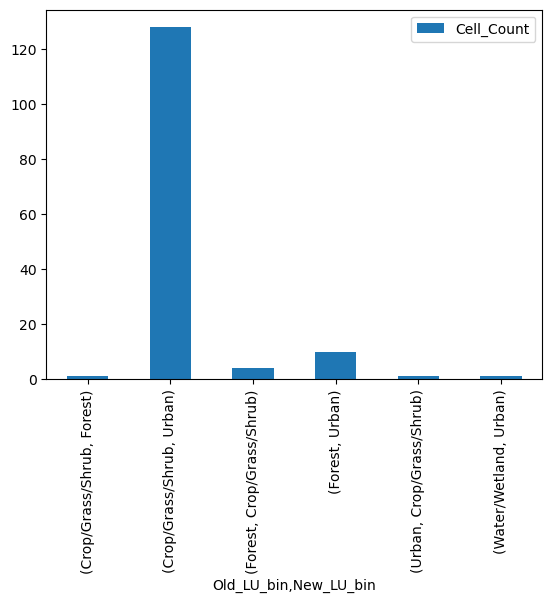 Cell_Count
120
100
80
60
40
20
0
(Crop/Grass/Shrub, Forest)
(Crop/Grass/Shrub, Urban)
(Forest, Crop/Grass/Shrub)
(Forest, Urban)
(Urban, Crop/Grass/Shrub)
(Water/Wetland, Urban)
Old_LU_bin,New_LU_bin